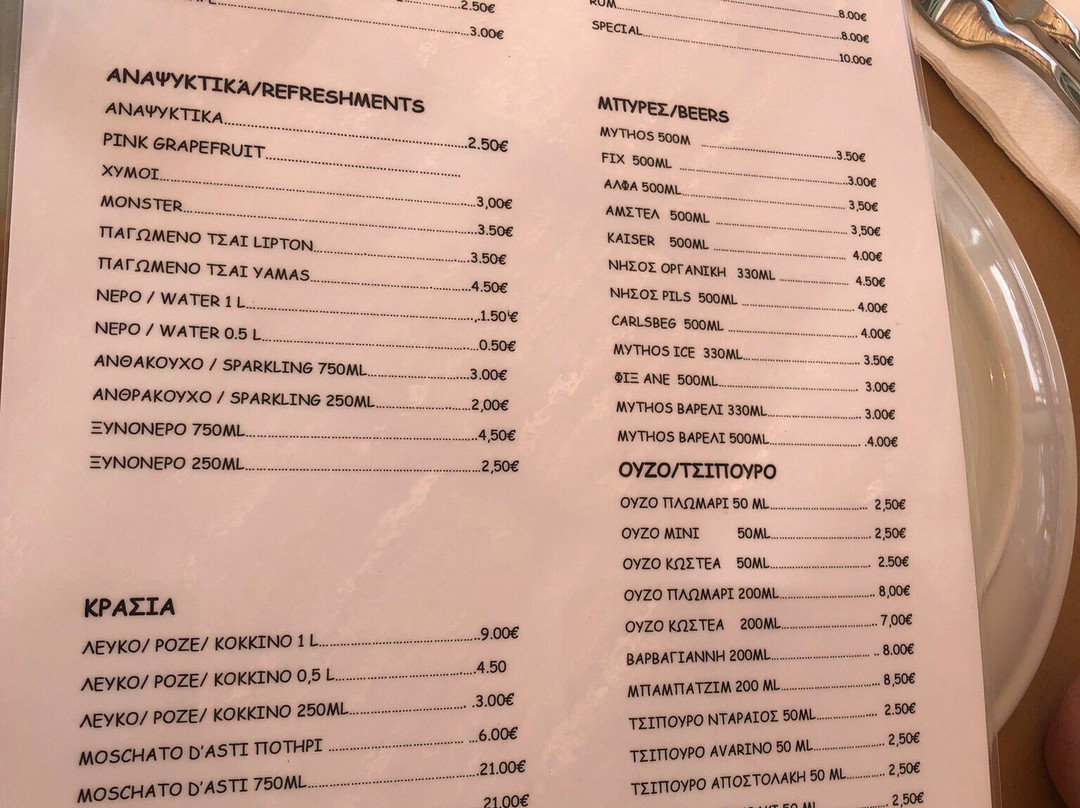 2.50€
3.00€
ΑΝΑΨΥΚΤΙΚΆ/REFRESHMENTS
ΑΝΑΨΥΚΤΙΚΑ 2.50€
PINK GRAPEFRUIT
ΧΥΜΟΙ 3,00€
MONSTER 3.50€
ΠΑΓΩΜΕΝΟ ΤΣΑΙ LIPTON 3.50€
ΠΑΓΩΜΕΝΟ ΤΣΑΙ YAMAS 4.50€
ΝΕΡΟ / WATER 1 L .1.50€
ΝΕΡΟ / WATER 0.5 L 0.50€
ΑΝΘΑΚΟΥΧΟ / SPARKLING 750ML 3.00€
ΑΝΘΡΑΚΟΥΧΟ / SPARKLING 250ML 2,00€
ΞΥΝΟΝΕΡΟ 750ML 4,50€
ΞΥΝΟΝΕΡΟ 250ML 2,50€
ΚΡΑΣΙΑ
ΛΕΥΚΟ/ ΡΟΖΕ/ ΚΟΚΚΙΝΟ 1 L 9.00€
ΛΕΥΚΟ/ ΡΟΖΕ/ ΚΟΚΚΙΝΟ 0,5 L 4.50
ΛΕΥΚΟ/ ΡΟΖΕ/ ΚΟΚΚΙΝΟ 250ML .3.00€
MOSCHATO D'ASTI ΠΟΤΗΡΙ 6.00€
MOSCHATO D'ASTI 750ML 21.00€
21.00€
RUM 8.00€
SPECIAL 8.00€
10.00€
ΜΠΥΡΕΣ/BEERS
MYTHOS 500M 3.50€
FIX 500ML 3.00€
ΑΛΦΑ 500ML 3,50€
ΑΜΣΤΕΛ 500ML 3,50€
KAISER 500ML 4.00€
ΝΗΣΟΣ ΟΡΓΑΝΙΚΗ 330ML 4.50€
ΝΗΣΟΣ PILS 500ML 4.00€
CARLSBEG 500ML 4.00€
MYTHOS ICE 330ML 3.50€
ΦΙΞ ΑΝΕ 500ML 3.00€
MYTHOS ΒΑΡΕΛΙ 330ML 3.00€
MYTHOS ΒΑΡΕΛΙ 500ML .4.00€
ΟΥΖΟ/ΤΣΙΠΟΥΡΟ
ΟΥΖΟ ΠΛΩΜΑΡΙ 50 ML 2,50€
ΟΥΖΟ ΜΙΝΙ 50ML 2,50€
ΟΥΖΟ ΚΩΣΤΕΑ 50ML 2.50€
ΟΥΖΟ ΠΛΩΜΑΡΙ 200ML 8,00€
ΟΥΖΟ ΚΩΣΤΕΑ 200ML 7,00€
ΒΑΡΒΑΓΙΑΝΝΗ 200ML 8.00€
ΜΠΑΜΠΑΤΖΙΜ 200 ML 8,50€
ΤΣΙΠΟΥΡΟ ΝΤΑΡΑΙΟΣ 50ML 2.50€
ΤΣΙΠΟΥΡΟ AVARINO 50 ML 2,50€
ΤΣΙΠΟΥΡΟ ΑΠΟΣΤΟΛΑΚΗ 50 ML 2,50€
50 ML 2,50€